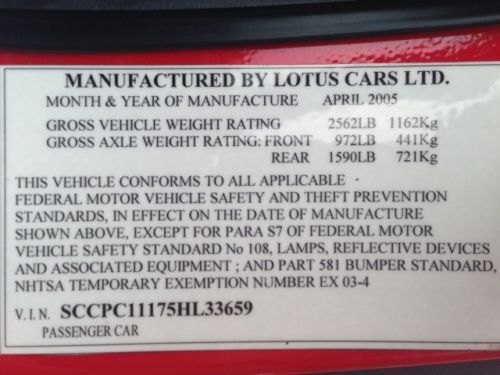 MANUFACTURED BY LOTUS CARS LTD.
MONTH & YEAR OF MANUFACTURE APRIL 2005
GROSS VEHICLE WEIGHT RATING 2562LB 1162Kg
GROSS AXLE WEIGHT RATING: FRONT 972LB 441Kg
REAR 1590LB 721Kg
THIS VEHICLE CONFORMS TO ALL APPLICABLE
FEDERAL MOTOR VEHICLE SAFETY AND THEFT PREVENTION
STANDARDS, IN EFFECT ON THE DATE OF MANUFACTURE
SHOWN ABOVE, EXCEPT FOR PARA S7 OF FEDERAL MOTOR
VEHICLE SAFETY STANDARD No 108, LAMPS, REFLECTIVE DEVICES
AND ASSOCIATED EQUIPMENT ; AND PART 581 BUMPER STANDARD,
NHTSA TEMPORARY EXEMPTION NUMBER EX 03-4
V.I.N. SCCPC11175HL33659
PASSENGER CAR